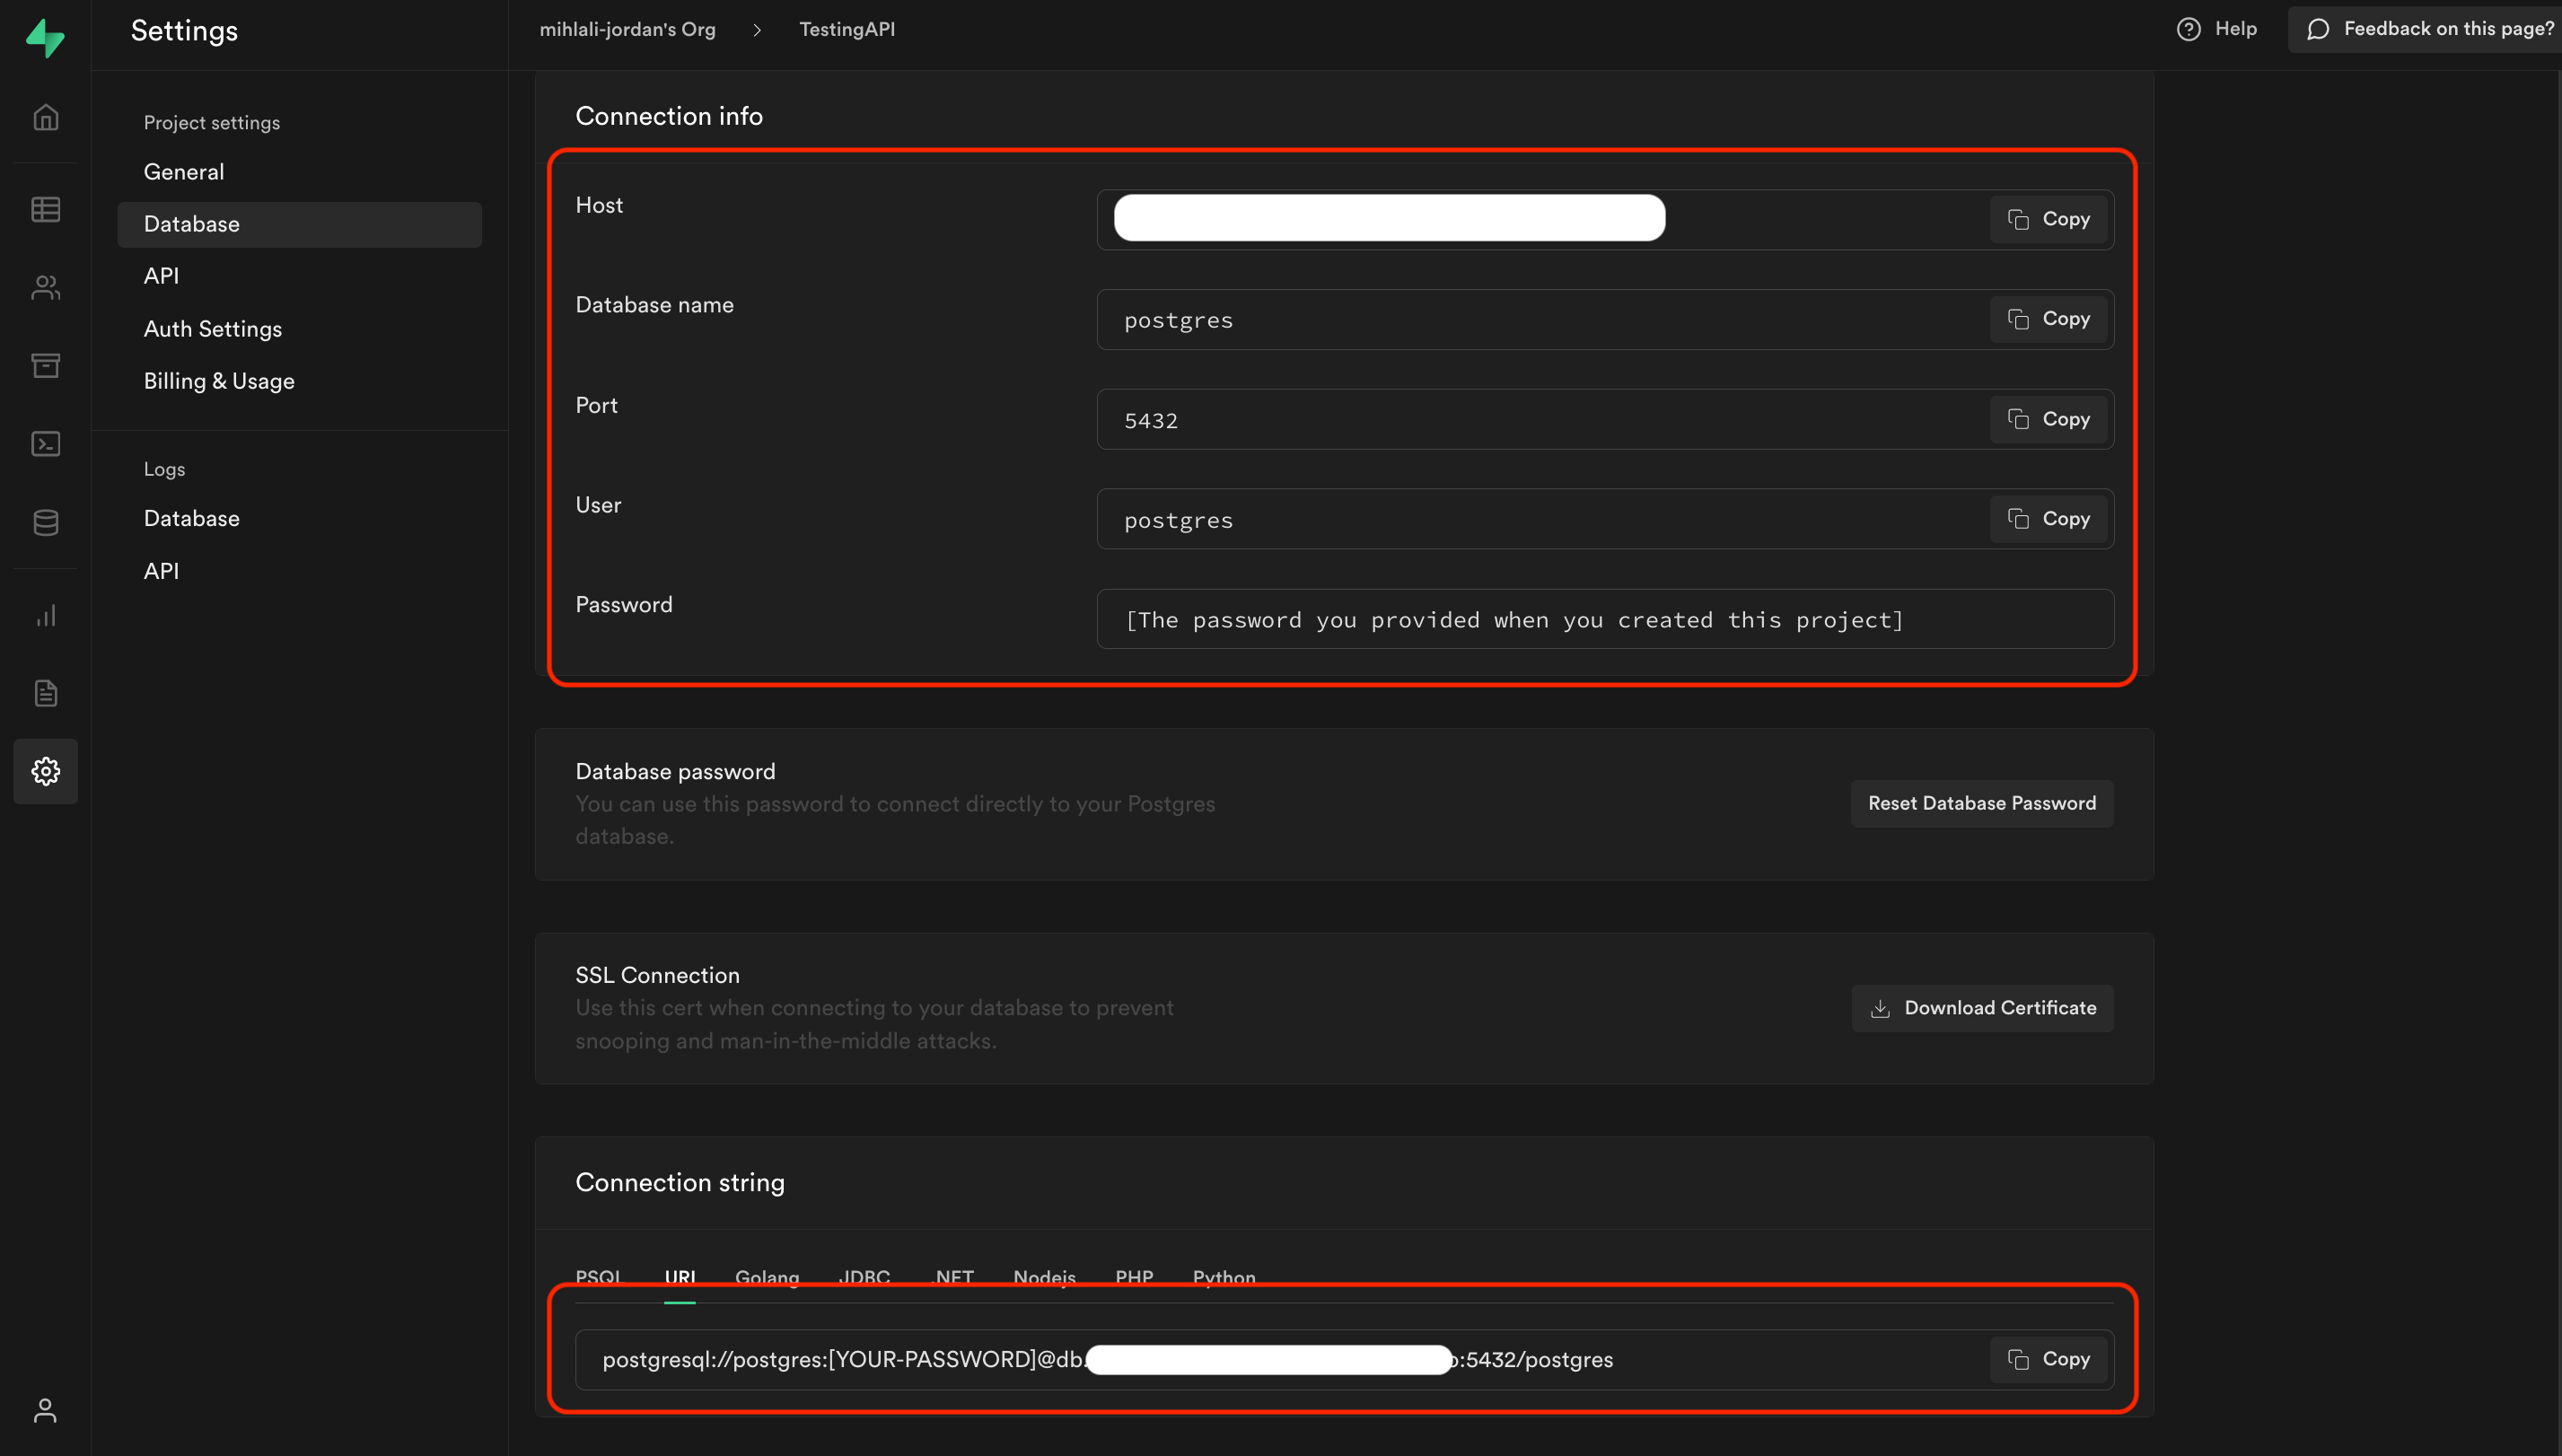 Settings
mihlali-jordan's Org
TestingAPI
Help
Feedback on this page?
Project settings
General
Database
API
Auth Settings
Billing & Usage
Logs
Database
API
Connection info
Host
Copy
Database name
postgres
Copy
Port
5432
Copy
User
postgres
Copy
Password
[The password you provided when you created this project]
Database password
You can use this password to connect directly to your Postgres
database.
Reset Database Password
SSL Connection
Use this cert when connecting to your database to prevent
snooping and man-in-the-middle attacks.
Download Certificate
Connection string
PSQL URI Golang JDBC .NET Nodejs PHP Python
postgresql://postgres:[YOUR-PASSWORD]@db. o:5432/postgres
Copy